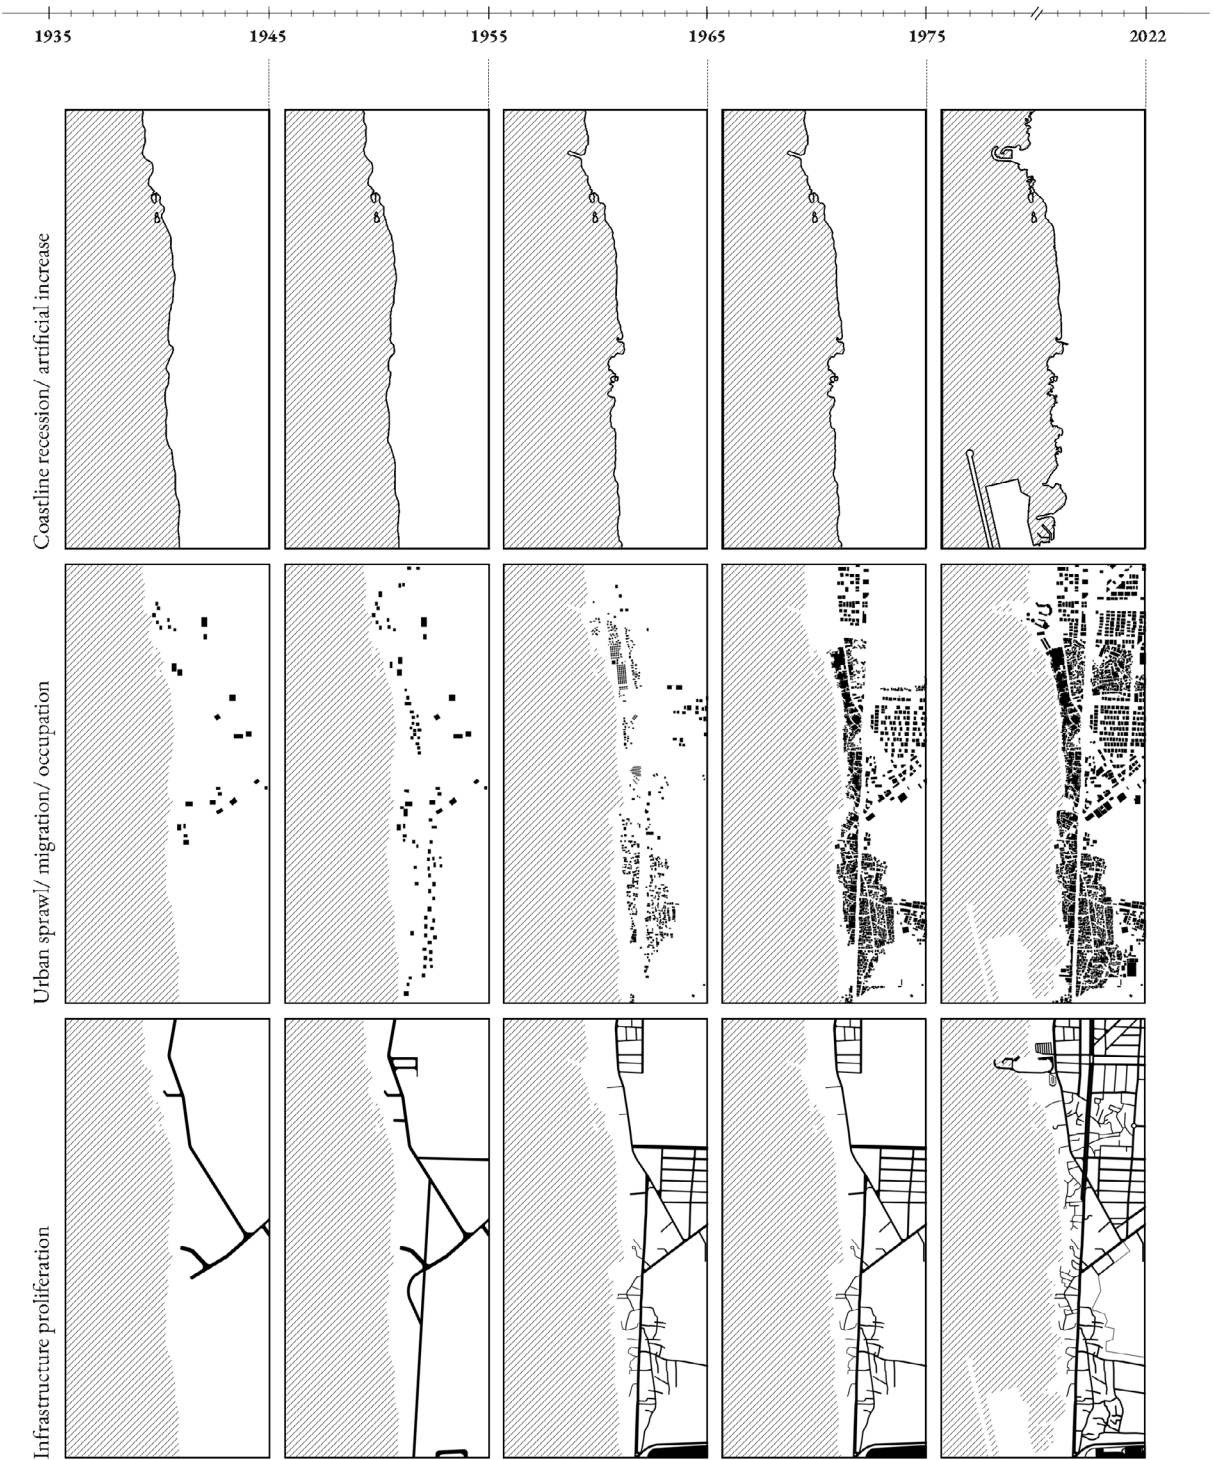 1935 1945 1955 1965 1975 2022
Coastline recession/ artificial increase
Urban sprawl/ migration/ occupation
Infrastructure proliferation